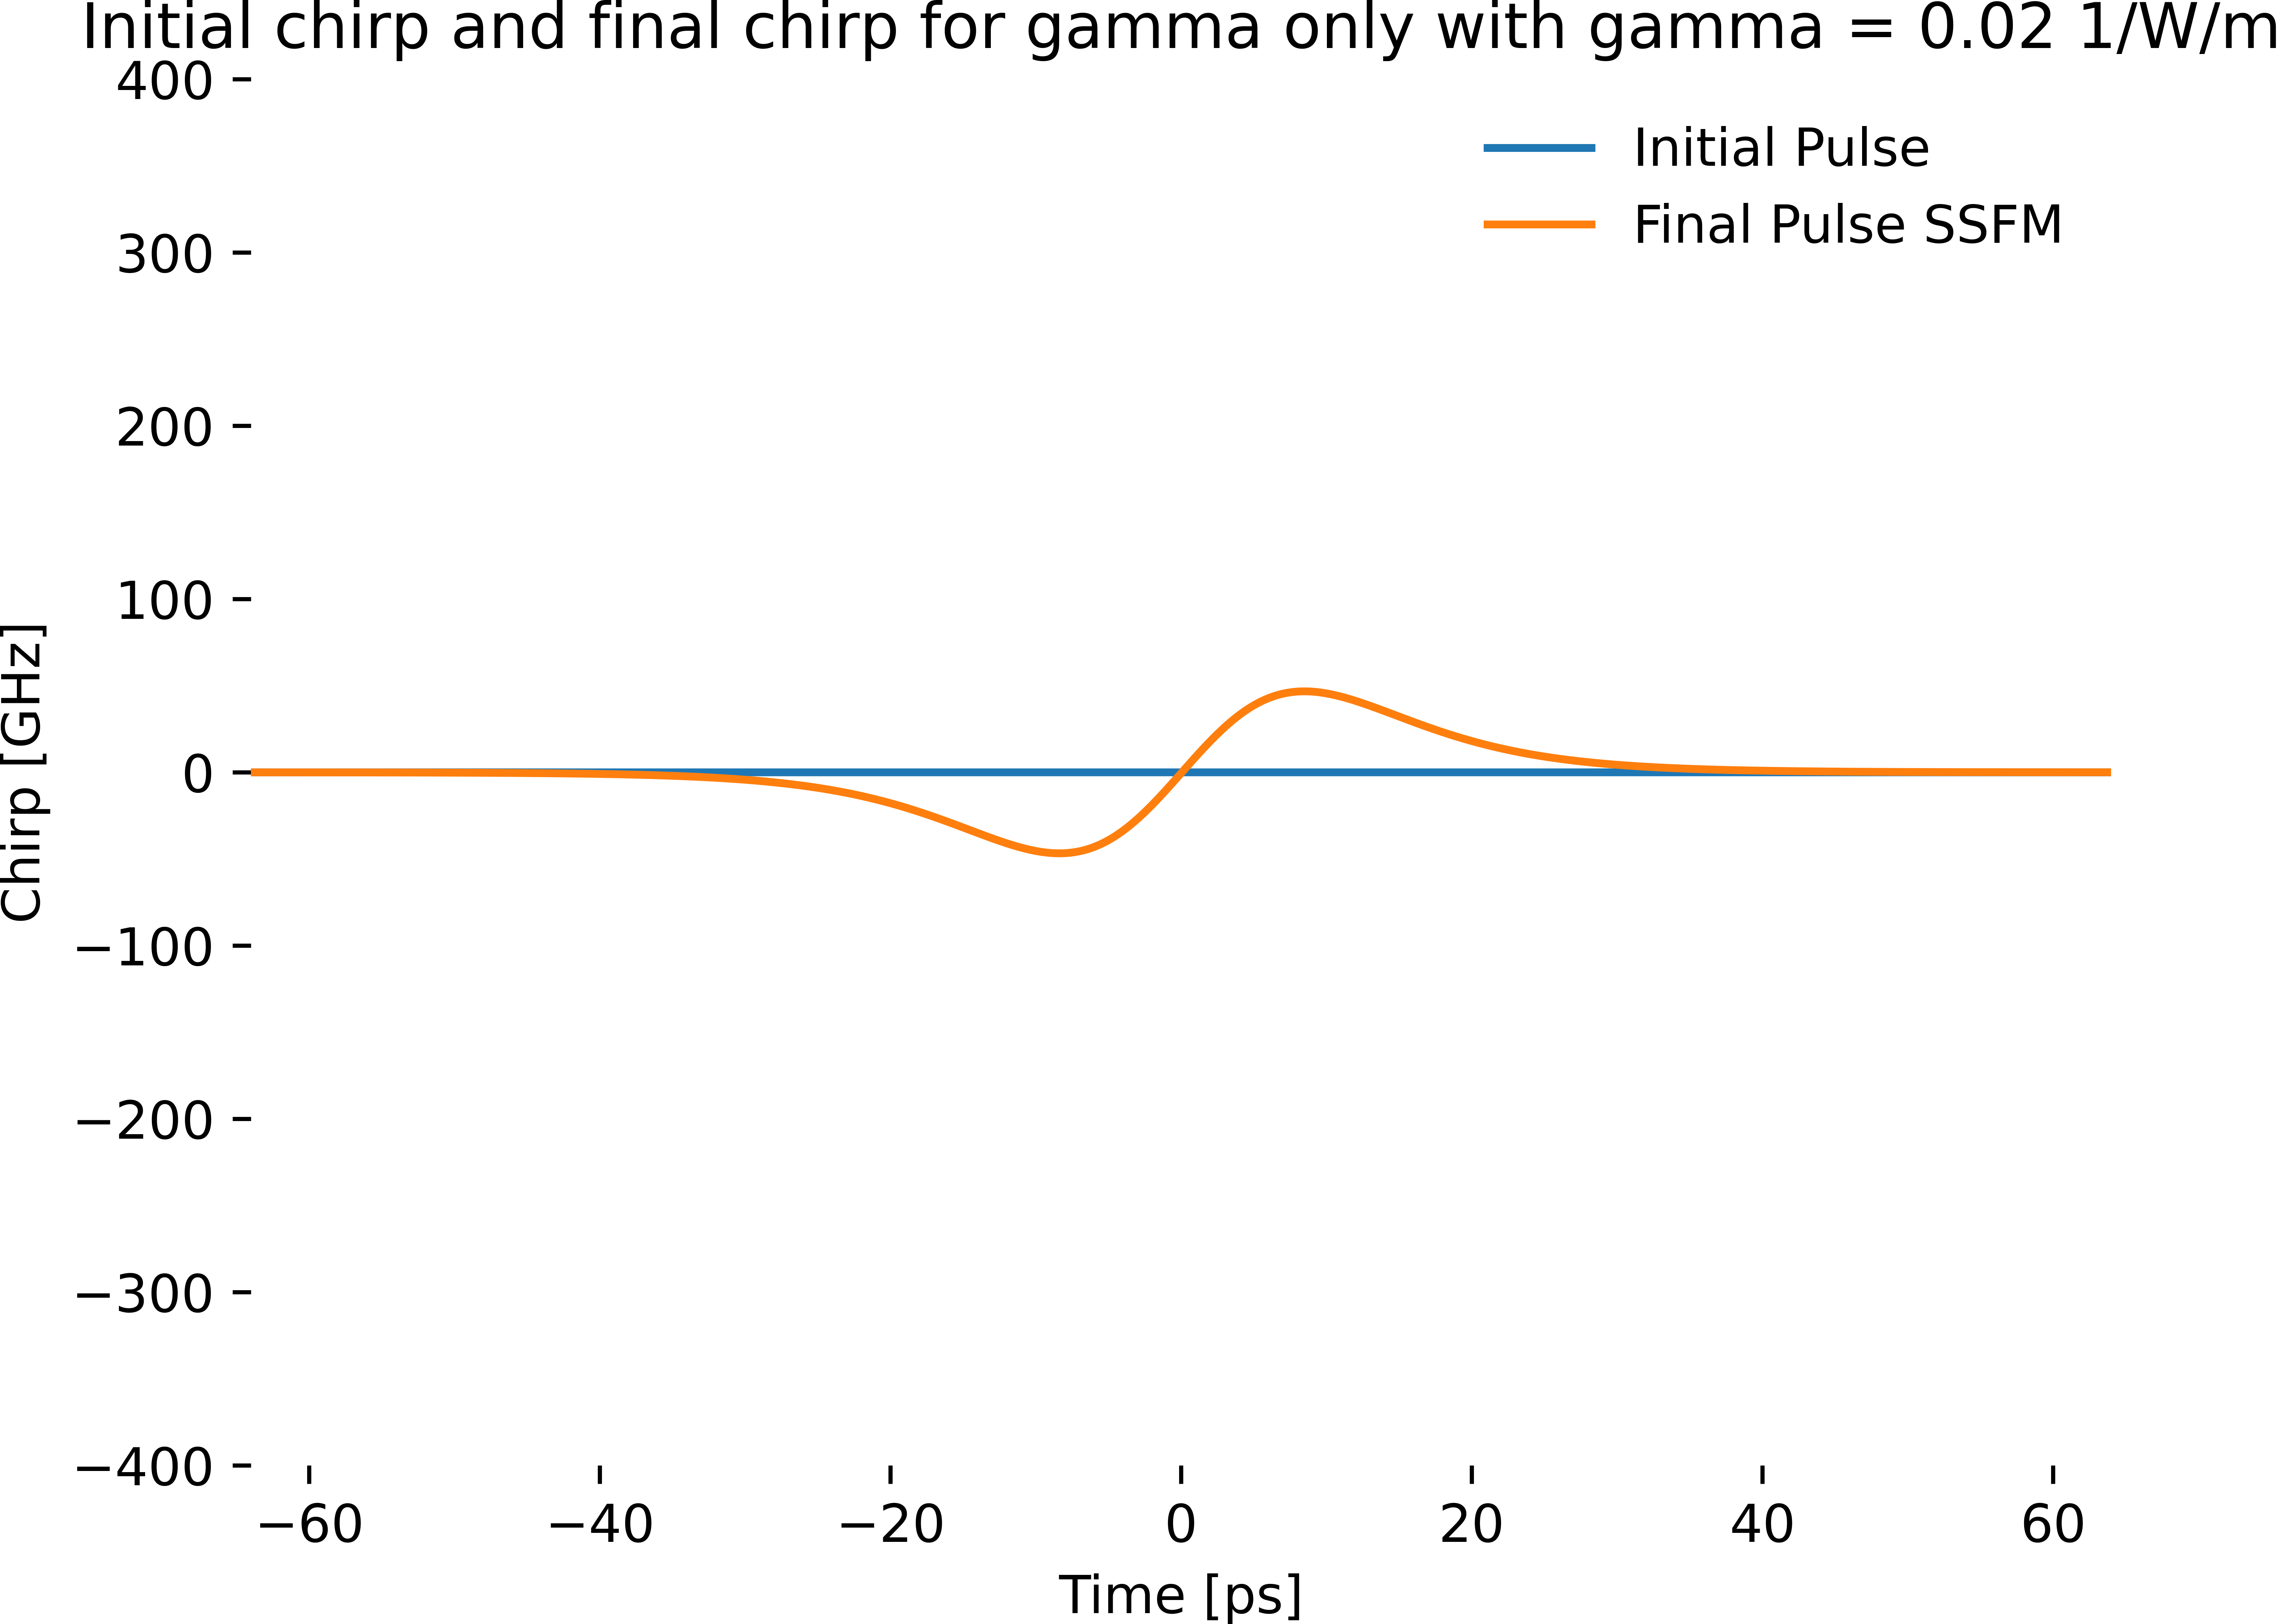 Initial chirp and final chirp for gamma only with gamma = 0.02 1/W/m
Initial Pulse
Final Pulse SSFM
Chirp [GHz]
400
300
200
100
0
−100
−200
−300
−400
−60 −40 −20 0 20 40 60
Time [ps]